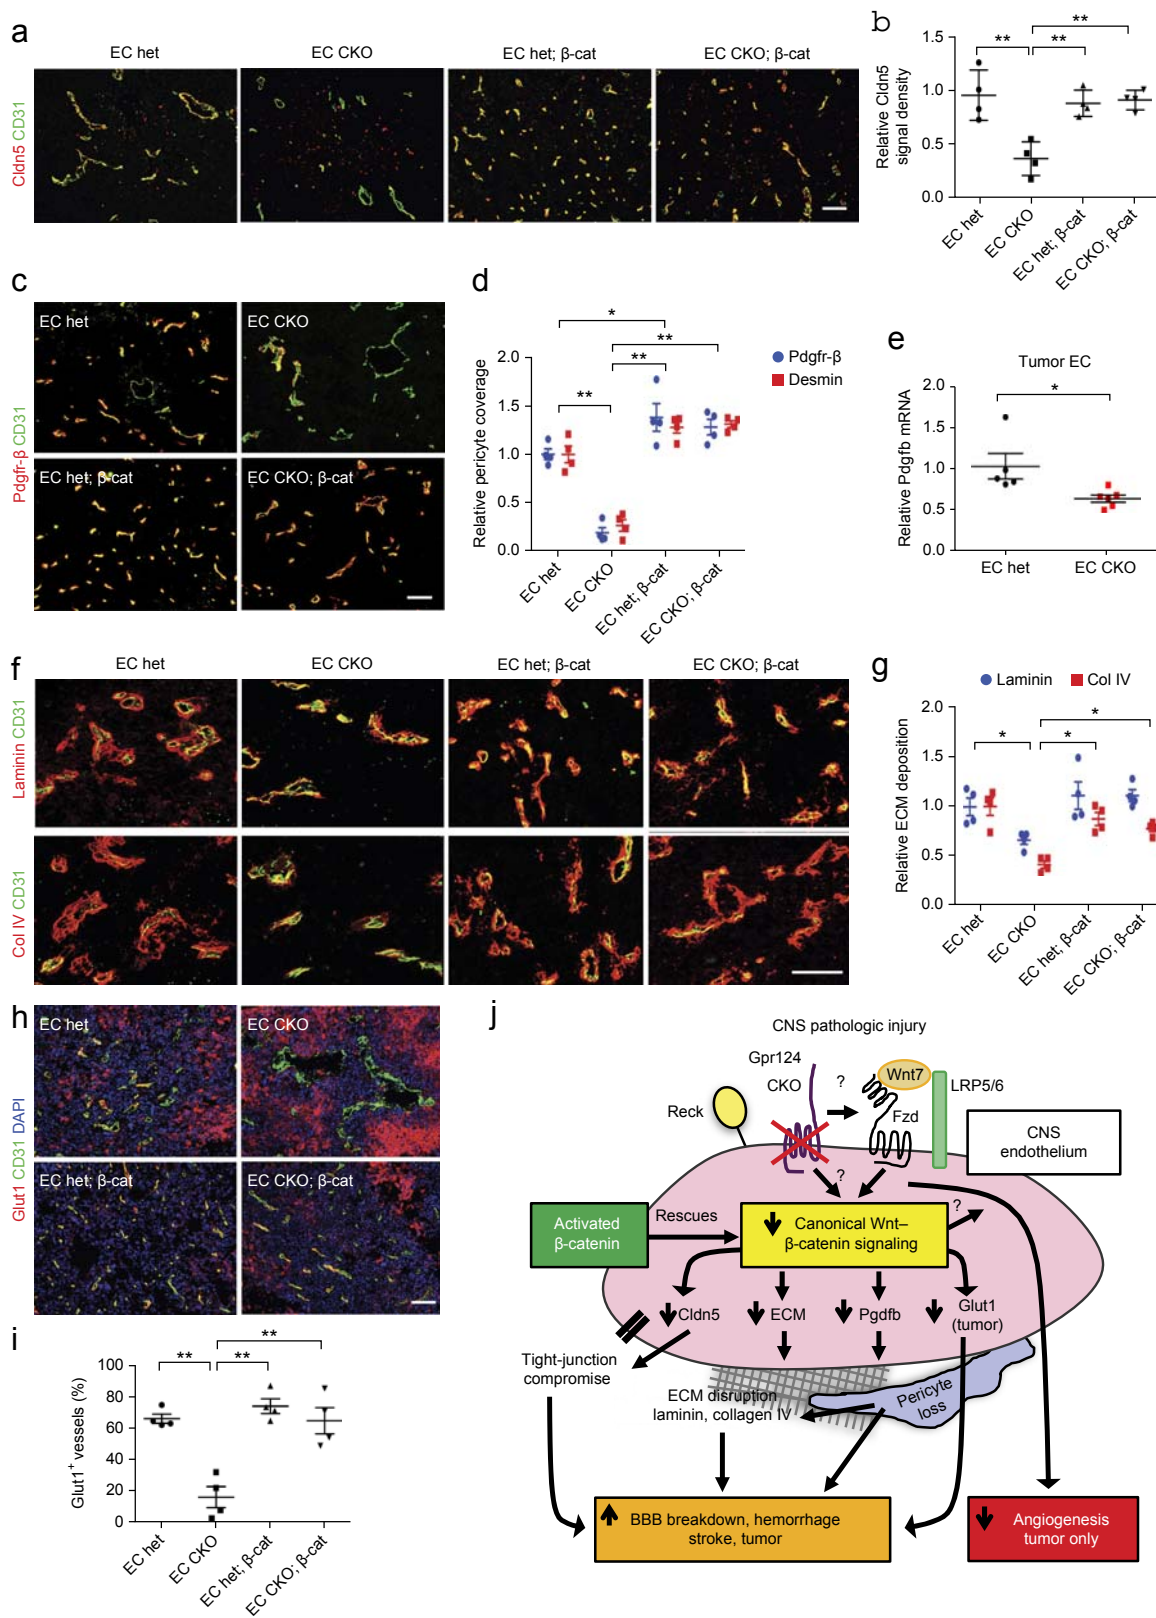 a
EC het
EC CKO
EC het; β-cat
EC CKO; β-cat
Cldn5 CD31
b
Relative Cldn5
signal density
1.5
1.0
0.5
0.0
**
**
**
EC het
EC CKO
EC het; β-cat
EC CKO; β-cat
c
EC het
EC CKO
EC het; β-cat
EC CKO; β-cat
Pdgfr-β CD31
d
Relative pericyte coverage
2.0
1.5
1.0
0.5
0.0
*
**
**
**
Pdgfr-β
Desmin
EC het
EC CKO
EC het; β-cat
EC CKO; β-cat
e
Tumor EC
Relative Pdgfb mRNA
2.0
1.5
1.0
0.5
0.0
*
EC het
EC CKO
f
EC het
EC CKO
EC het; β-cat
EC CKO; β-cat
Laminin CD31
Col IV CD31
g
Laminin
Col IV
Relative ECM deposition
2.0
1.5
1.0
0.5
0.0
*
*
*
EC het
EC CKO
EC het; β-cat
EC CKO; β-cat
h
EC het
EC CKO
EC het; β-cat
EC CKO; β-cat
Glut1 CD31 DAPI
i
Glut1+ vessels (%)
100
80
60
40
20
0
**
**
**
EC het
EC CKO
EC het; β-cat
EC CKO; β-cat
j
CNS pathologic injury
Gpr124
CKO
?
Wnt7
LRP5/6
Reck
Fzd
CNS
endothelium
?
?
Activated
β-catenin
Rescues
Canonical Wnt–
β-catenin signaling
Cldn5
ECM
Pgdfb
Glut1
(tumor)
Tight-junction
compromise
ECM disruption
laminin, collagen IV
Pericyte
loss
BBB breakdown, hemorrhage
stroke, tumor
Angiogenesis
tumor only